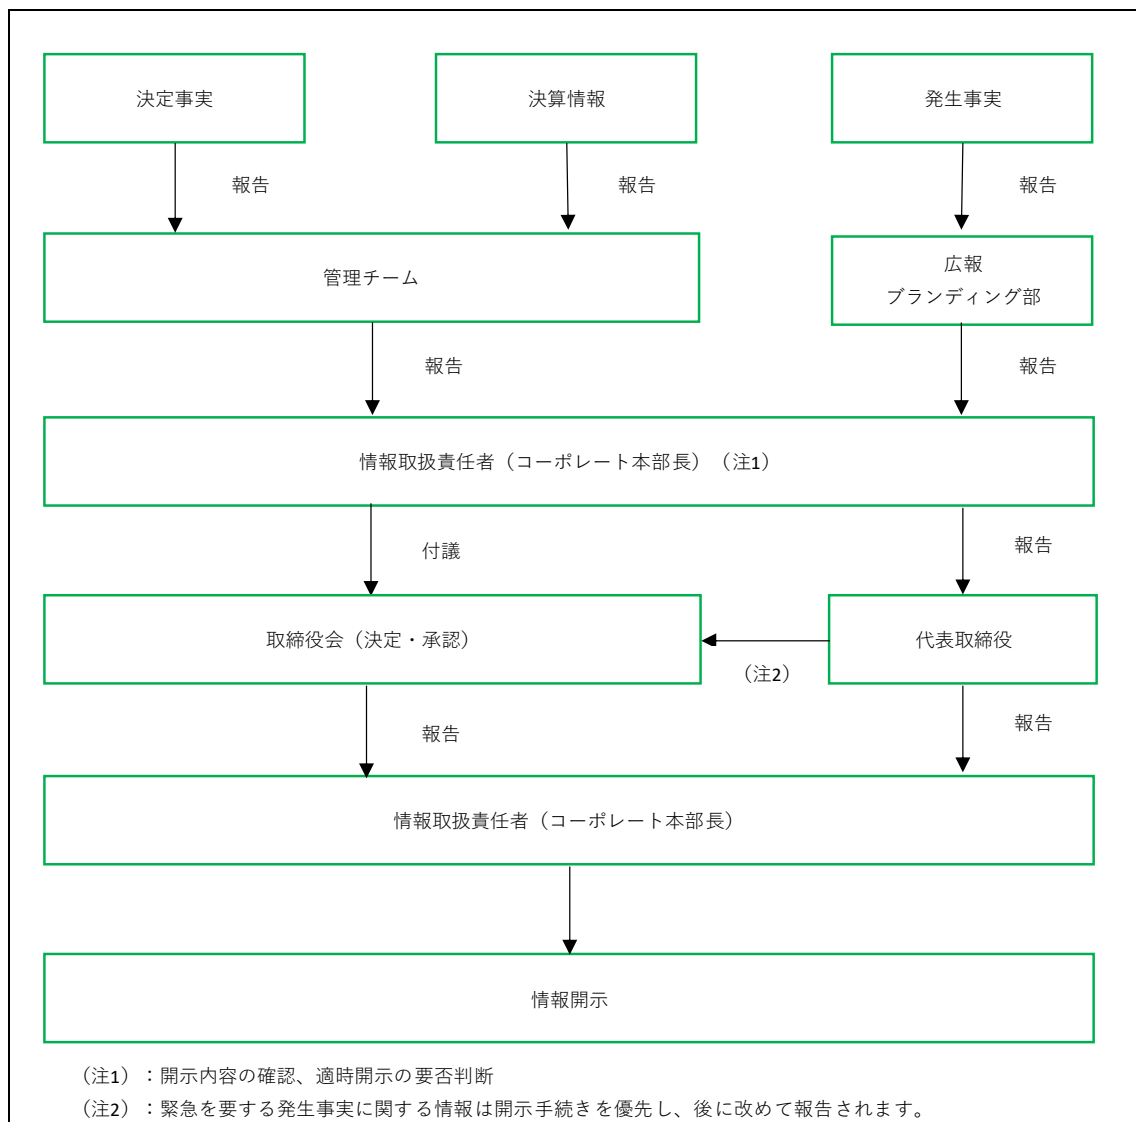 決定事実
決算情報
発生事実
報告
報告
報告
管理チーム
広報
ブランディング部
報告
報告
情報取扱責任者（コーポレート本部長）（注1）
付議
報告
取締役会（決定・承認）
代表取締役
（注2）
報告
報告
情報取扱責任者（コーポレート本部長）
情報開示
（注1）：開示内容の確認、適時開示の要否判断
（注2）：緊急を要する発生事実に関する情報は開示手続きを優先し、後に改めて報告されます。